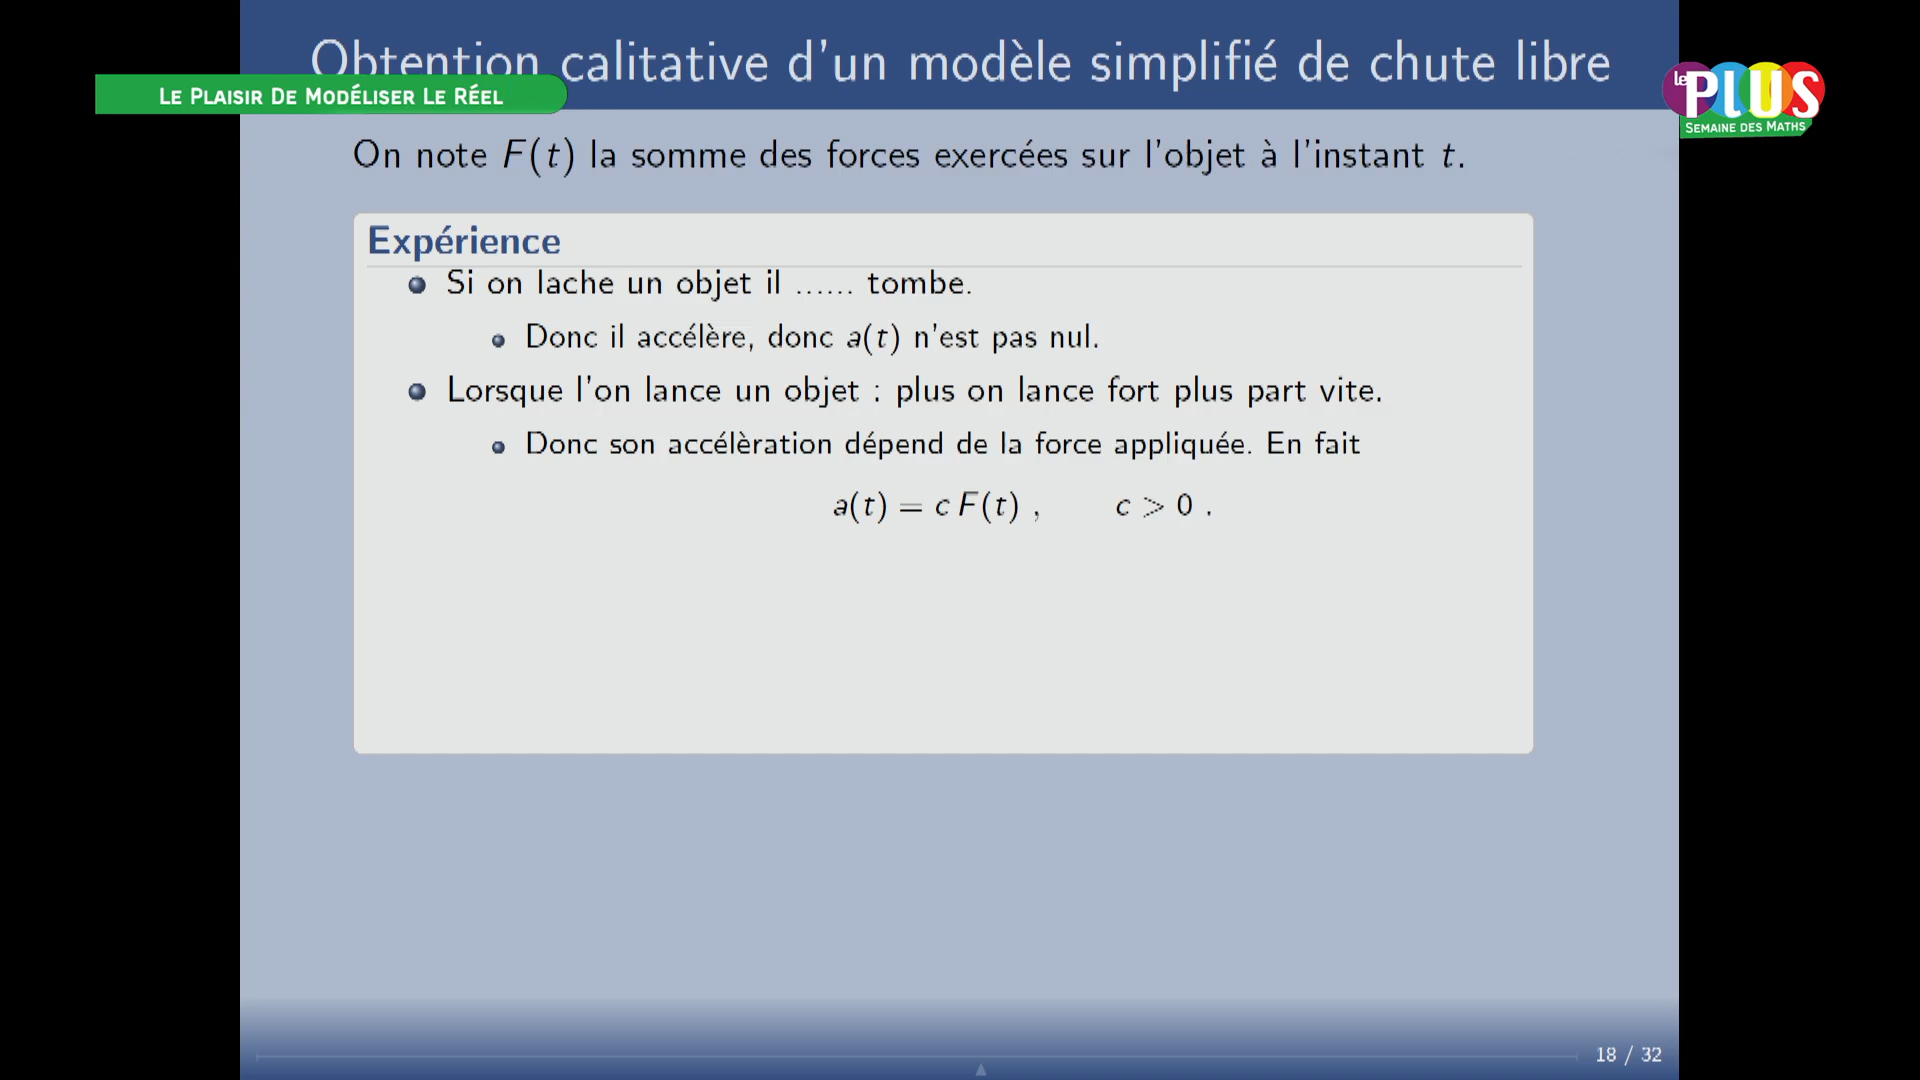 Obtention calitative d'un modèle simplifié de chute libre
LE PLAISIR DE MODÉLISER LE RÉEL
le PLUS
SEMAINE DES MATHS
On note F(t) la somme des forces exercées sur l'objet à l'instant t.
Expérience
Si on lache un objet il ...... tombe.
Donc il accélère, donc a(t) n'est pas nul.
Lorsque l'on lance un objet : plus on lance fort plus part vite.
Donc son accélèration dépend de la force appliquée. En fait
a(t) = c F(t) , c > 0 .
18 / 32